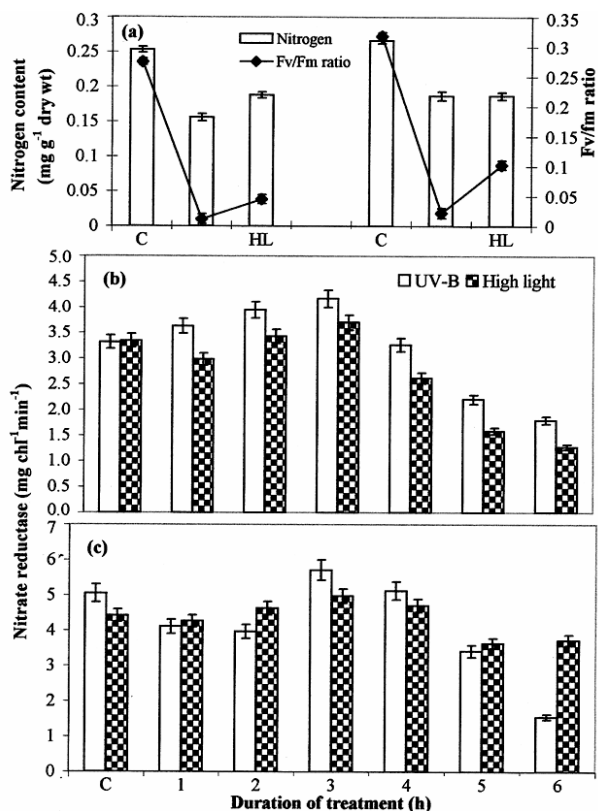 (a)
Nitrogen
Fv/Fm ratio
Nitrogen content
(mg g⁻¹ dry wt)
0.3
0.25
0.2
0.15
0.1
0.05
0
0.35
0.3
0.25
0.2
0.15
0.1
0.05
0
Fv/fm ratio
C
HL
C
HL
(b)
UV-B
High light
5.0
4.5
4.0
3.5
3.0
2.5
2.0
1.5
1.0
0.5
0.0
Nitrate reductase (mg chl⁻¹ min⁻¹)
(c)
7
6
5
4
3
2
1
0
C
1
2
3
4
5
6
Duration of treatment (h)